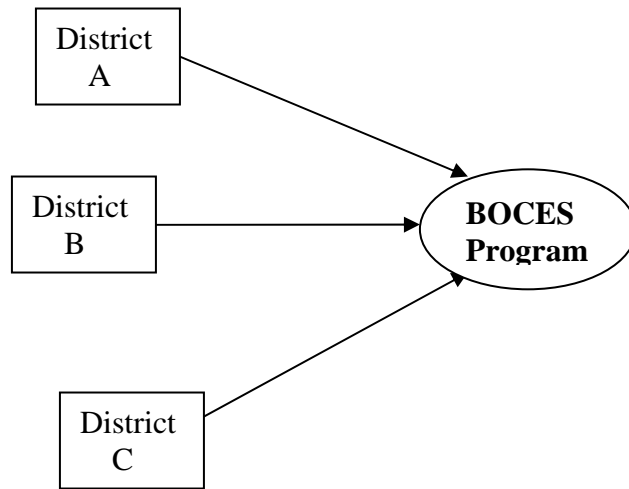 District
A
District
B
BOCES
Program
District
C